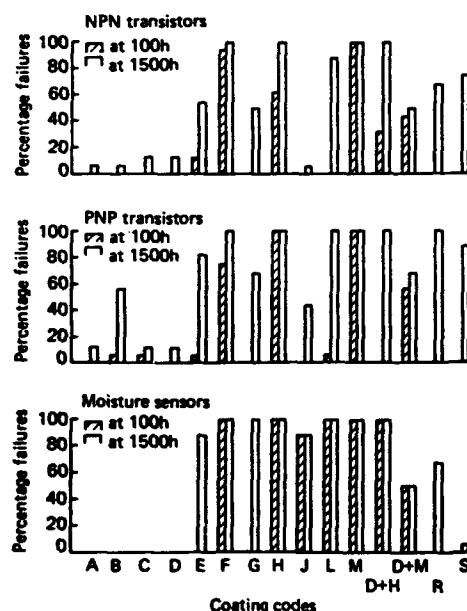 NPN transistors
at 100h
at 1500h
Percentage failures
100
80
60
40
20
0
PNP transistors
at 100h
at 1500h
Percentage failures
100
80
60
40
20
0
Moisture sensors
at 100h
at 1500h
Percentage failures
100
80
60
40
20
0
A B C D E F G H J L M D+M S
D+H R
Coating codes